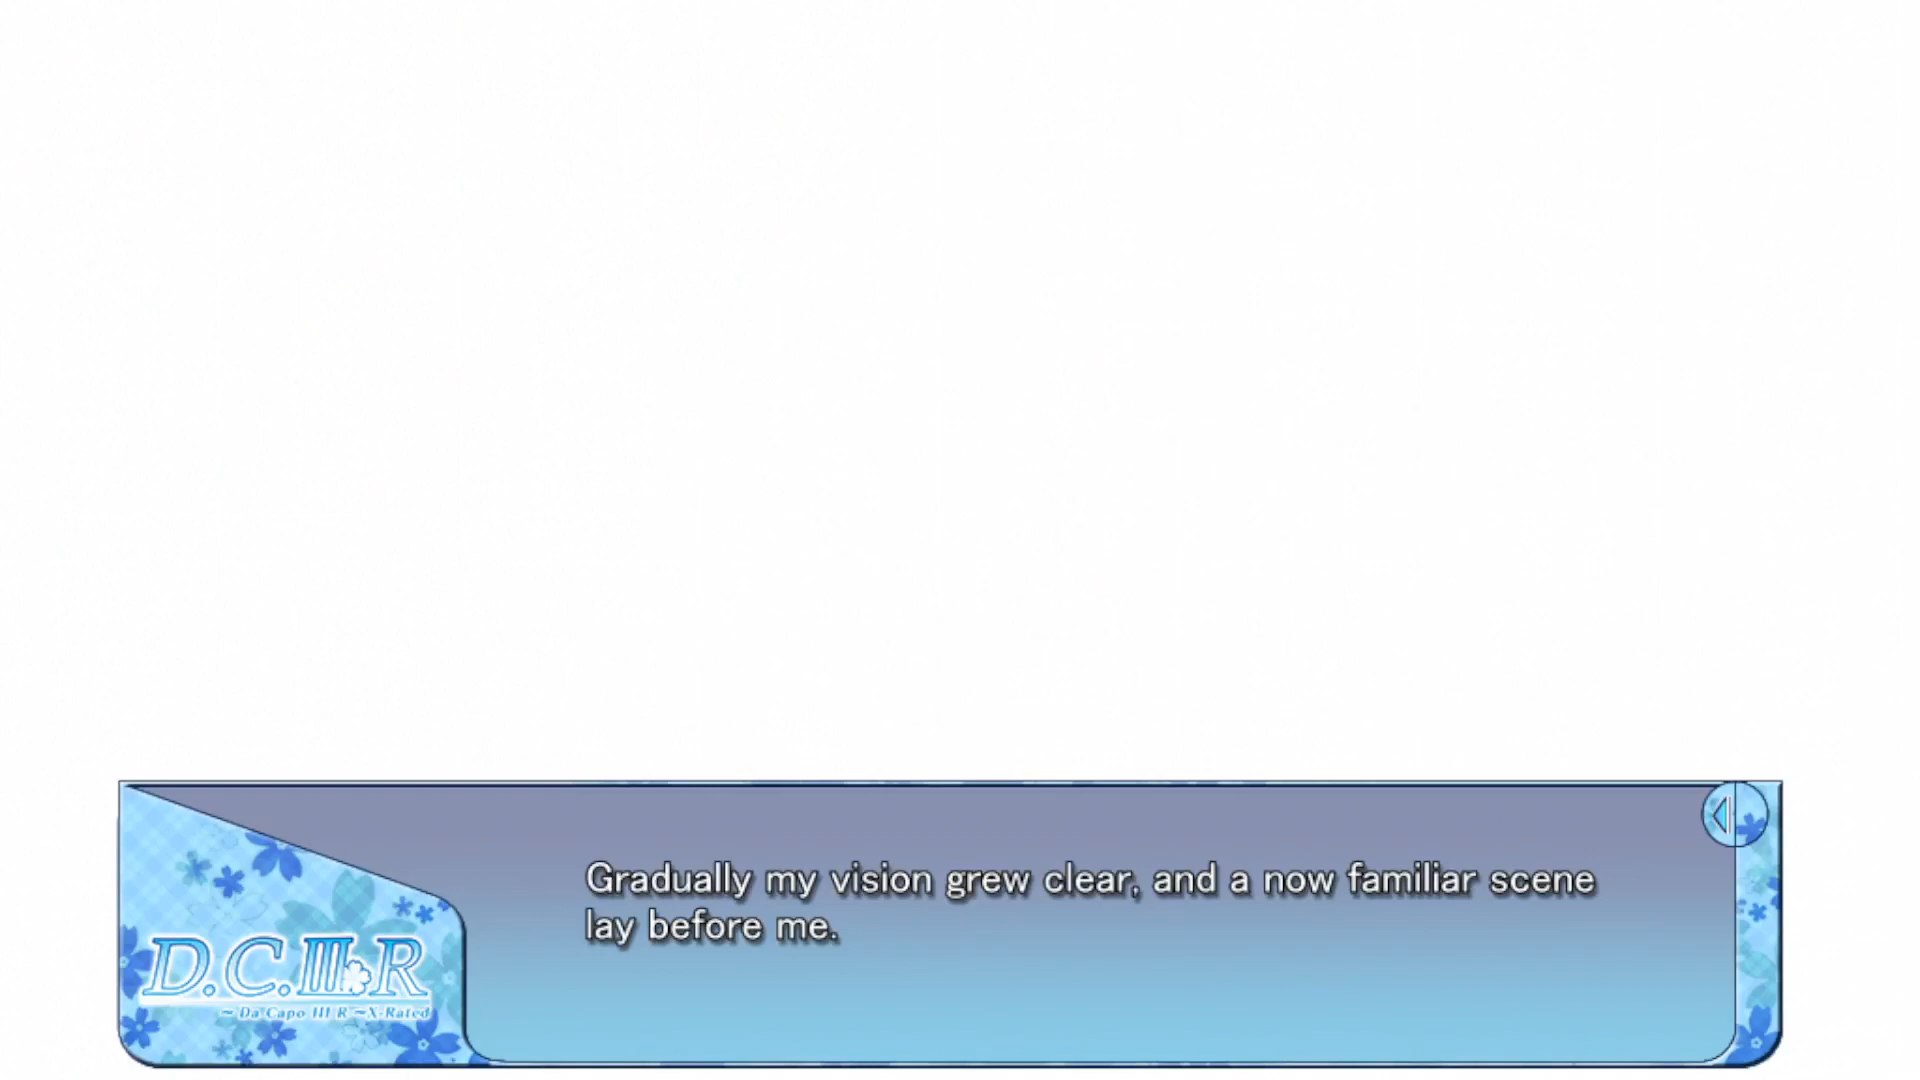 Gradually my vision grew clear, and a now familiar scene
lay before me.
D.C.III R
~ Da Capo III R ~X-Rated